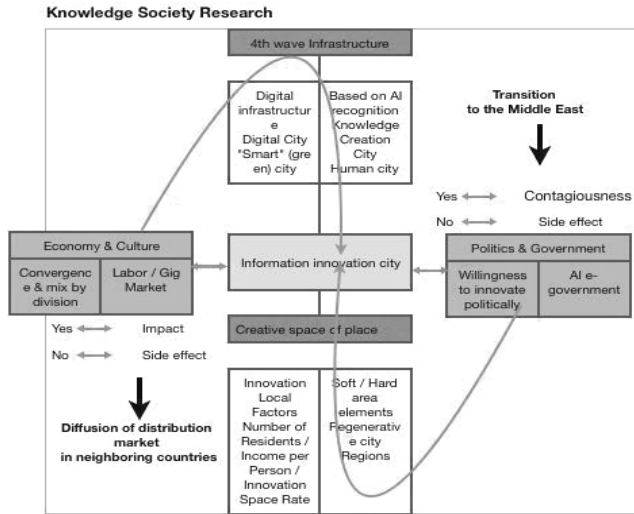 Knowledge Society Research
4th wave Infrastructure
Digital
infrastructur
e
Digital City
"Smart" (gre
en) city
Based on AI
recognition
Knowledge
Creation
City
Human city
Transition
to the Middle East
Yes
Contagiousness
No
Side effect
Economy & Culture
Convergenc
e & mix by
division
Labor / Gig
Market
Information innovation city
Politics & Government
Willingness
to innovate
politically
AI e-
government
Yes
Impact
No
Side effect
Creative space of place
Diffusion of distribution
market
in neighboring countries
Innovation
Local
Factors
Number of
Residents /
Income per
Person /
Innovation
Space Rate
Soft / Hard
area
elements
Regenerativ
e city
Regions